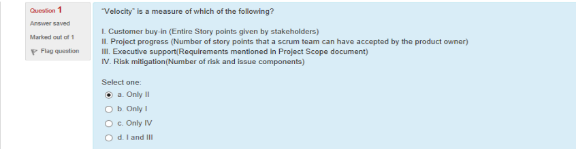 Question 1
Answer saved
Marked out of 1
Flag question
"Velocity" is a measure of which of the following?
I. Customer buy-in (Entire Story points given by stakeholders)
II. Project progress (Number of story points that a scrum team can have accepted by the product owner)
III. Executive support(Requirements mentioned in Project Scope document)
IV. Risk mitigation(Number of risk and issue components)
Select one:
a. Only II
b. Only I
c. Only IV
d. I and III